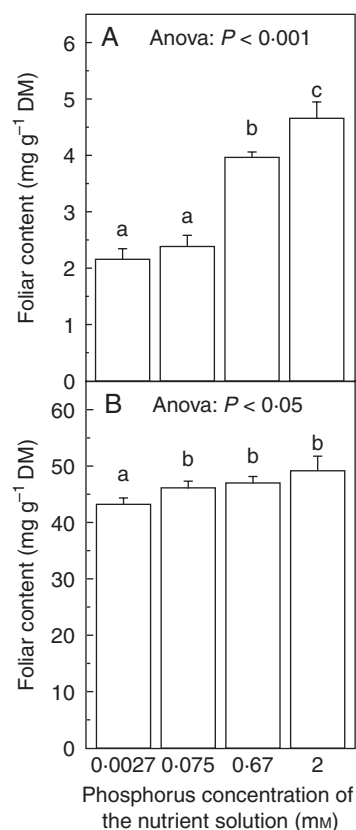 A Anova: P < 0·001
6
5
4
3
2
1
0
Foliar content (mg g⁻¹ DM)
a
a
b
c
B Anova: P < 0·05
60
50
40
30
20
10
0
Foliar content (mg g⁻¹ DM)
a
b
b
b
0·0027 0·075 0·67 2
Phosphorus concentration of
the nutrient solution (mM)